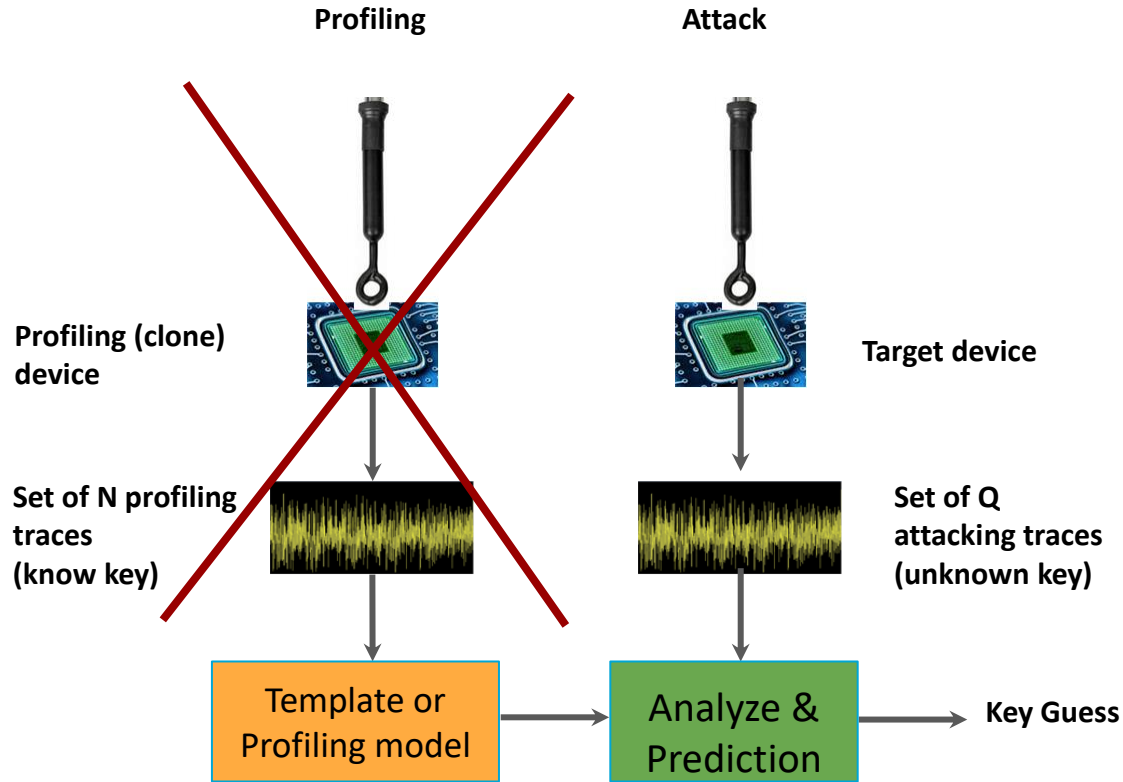 Profiling
Attack
Profiling (clone)
device
Target device
Set of N profiling
traces
(know key)
Set of Q
attacking traces
(unknown key)
Template or
Profiling model
Analyze &
Prediction
Key Guess